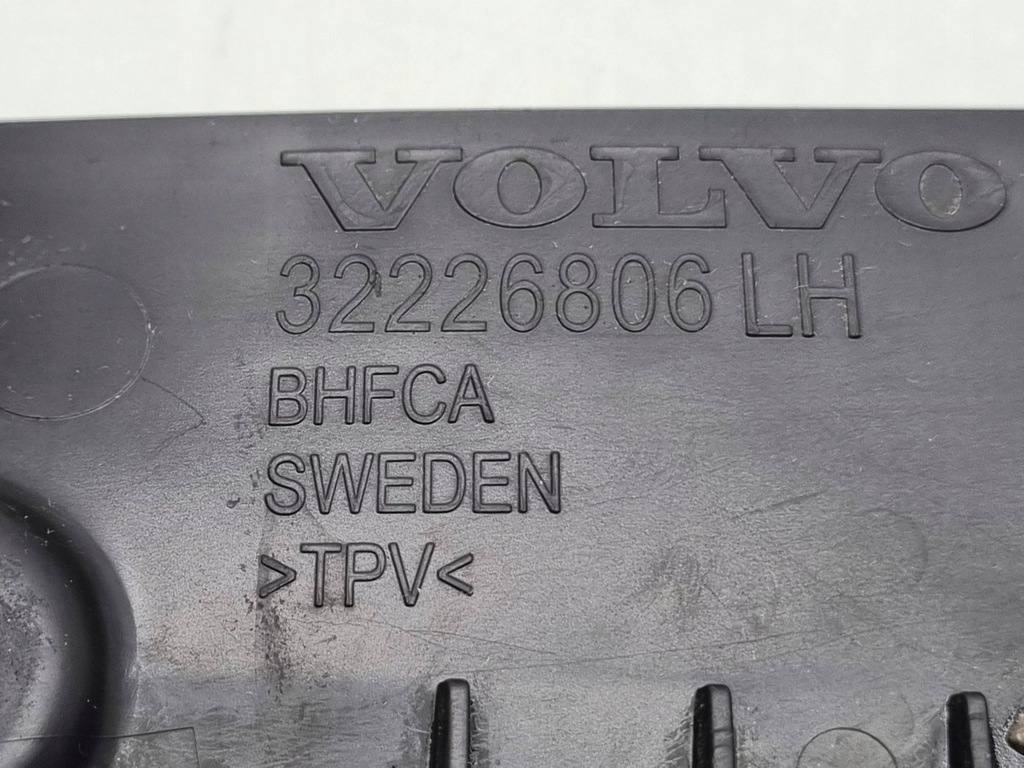 VOLVO
32226806 LH
BHFCA
SWEDEN
>TPV<